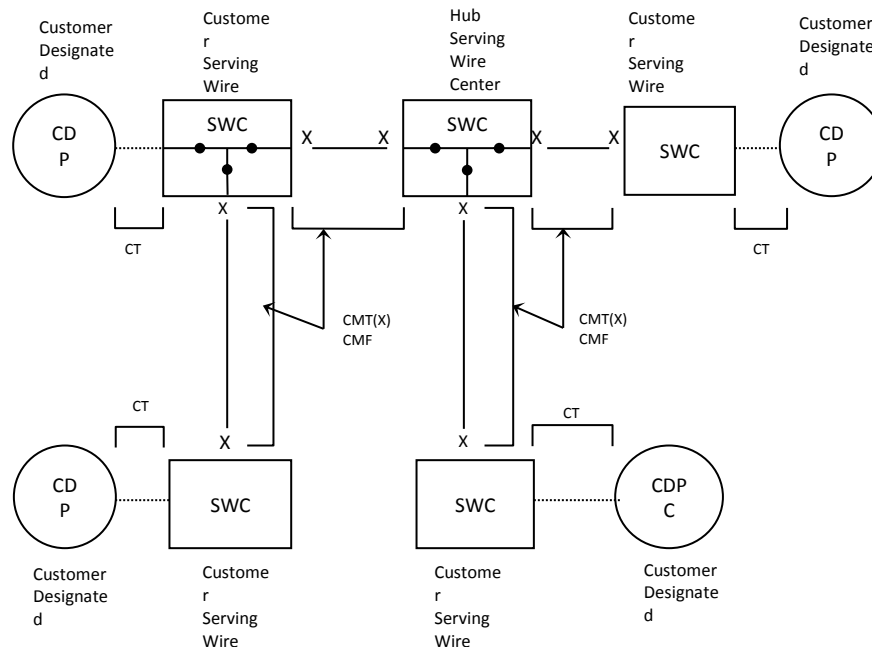 Customer
Designate
d
Custome
r
Serving
Wire
Hub
Serving
Wire
Center
Custome
r
Serving
Wire
Customer
Designate
d
CD
P
SWC
X
X
SWC
X
X
SWC
CD
P
X
X
CT
CT
CMT(X)
CMF
CMT(X)
CMF
CT
CT
X
X
CD
P
SWC
SWC
CDP
C
Customer
Designate
d
Custome
r
Serving
Wire
Custome
r
Serving
Wire
Customer
Designate
d